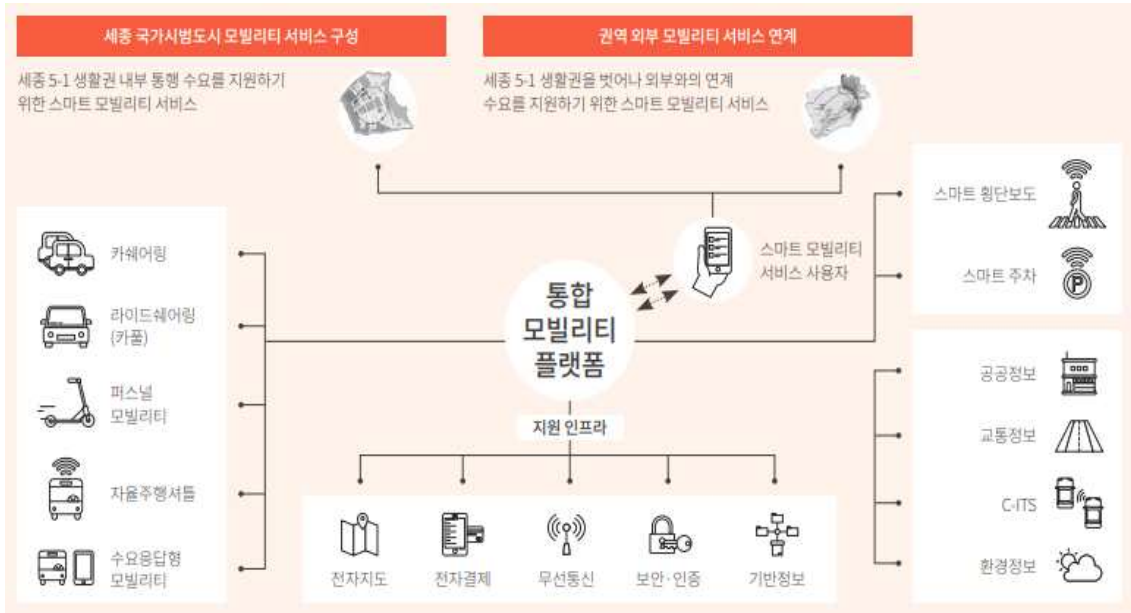 세종 국가시범도시 모빌리티 서비스 구성
세종 5-1 생활권 내부 통행 수요를 지원하기
위한 스마트 모빌리티 서비스
권역 외부 모빌리티 서비스 연계
세종 5-1 생활권을 벗어나 외부와의 연계
수요를 지원하기 위한 스마트 모빌리티 서비스
카쉐어링
라이드쉐어링
(카풀)
퍼스널
모빌리티
자율주행셔틀
수요응답형
모빌리티
통합
모빌리티
플랫폼
스마트 모빌리티
서비스 사용자
지원 인프라
전자지도
전자결제
무선통신
보안·인증
기반정보
스마트 횡단보도
스마트 주차
P
공공정보
교통정보
C-ITS
환경정보